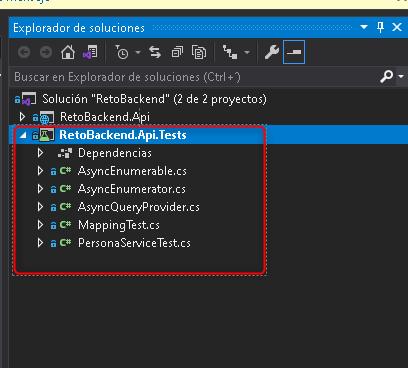 Explorador de soluciones
Buscar en Explorador de soluciones (Ctrl+´)
Solución "RetoBackend" (2 de 2 proyectos)
RetoBackend.Api
RetoBackend.Api.Tests
Dependencias
C# AsyncEnumerable.cs
C# AsyncEnumerator.cs
C# AsyncQueryProvider.cs
C# MappingTest.cs
C# PersonaServiceTest.cs